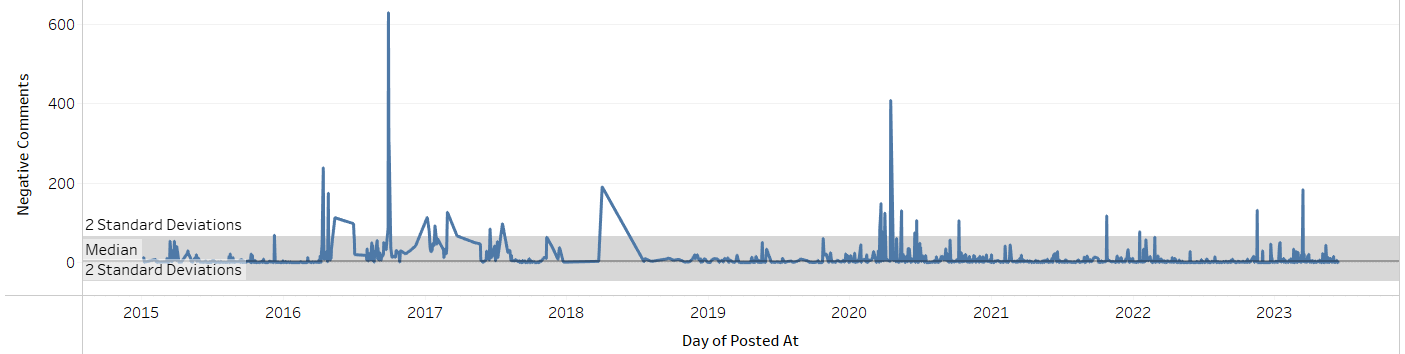 Negative Comments
600
400
200
0
2 Standard Deviations
Median
2 Standard Deviations
2015 2016 2017 2018 2019 2020 2021 2022 2023
Day of Posted At